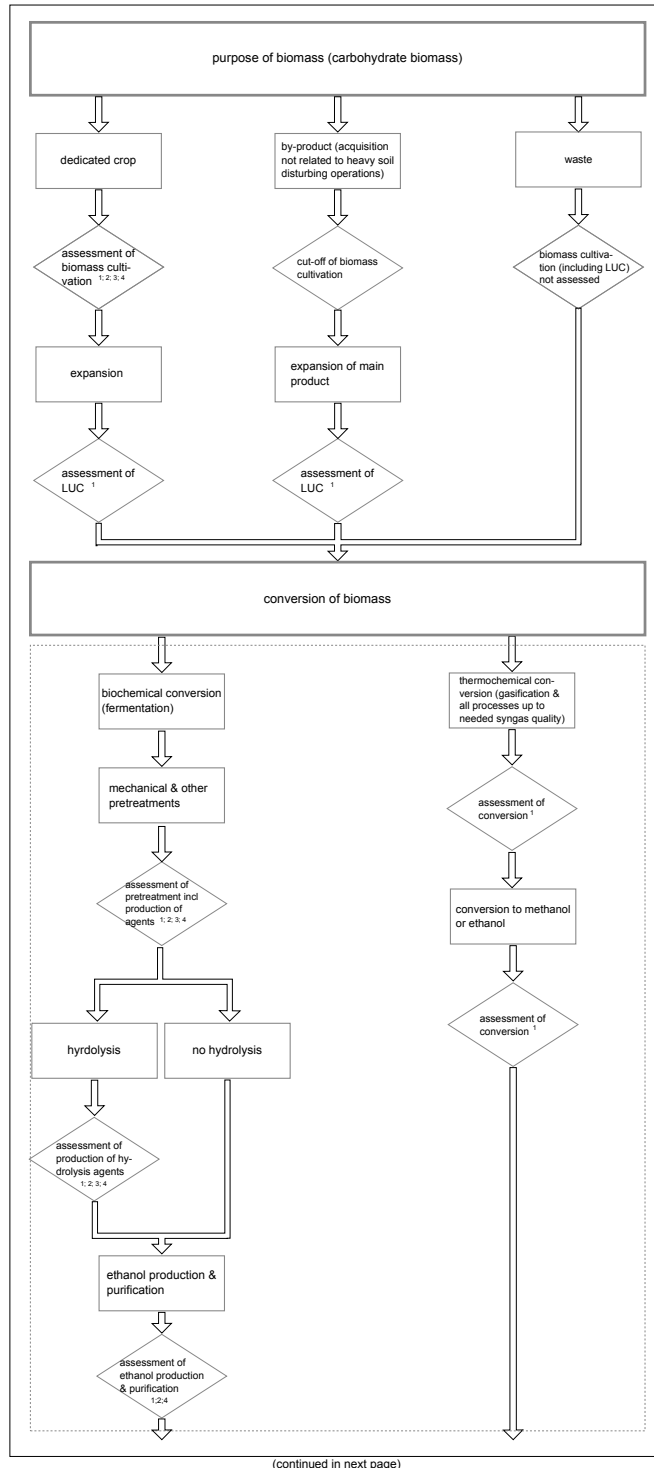 purpose of biomass (carbohydrate biomass)
dedicated crop
by-product (acquisition
not related to heavy soil
disturbing operations)
waste
assessment of
biomass culti-
vation 1; 2; 3; 4
cut-off of biomass
cultivation
biomass cultiva-
tion (including LUC)
not assessed
expansion
expansion of main
product
assessment of
LUC 1
assessment of
LUC 1
conversion of biomass
biochemical conversion
(fermentation)
thermochemical con-
version (gasification &
all processes up to
needed syngas quality)
mechanical & other
pretreatments
assessment of
conversion 1
assessment of
pretreatment incl
production of
agents 1; 2; 3; 4
conversion to methanol
or ethanol
hyrdolysis
no hydrolysis
assessment of
conversion 1
assessment of
production of hy-
drolysis agents
1; 2; 3; 4
ethanol production &
purification
assessment of
ethanol production
& purification
1;2;4
(continued in next page)